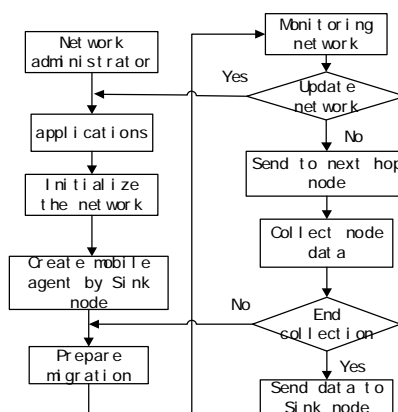 Network
administrator
applications
Initialize
the network
Create mobile
agent by Sink
node
Prepare
migration
Monitoring
network
Yes
Update
network
No
Send to next hop
node
Collect node
data
No
End
collection
Yes
Send data to
Sink node